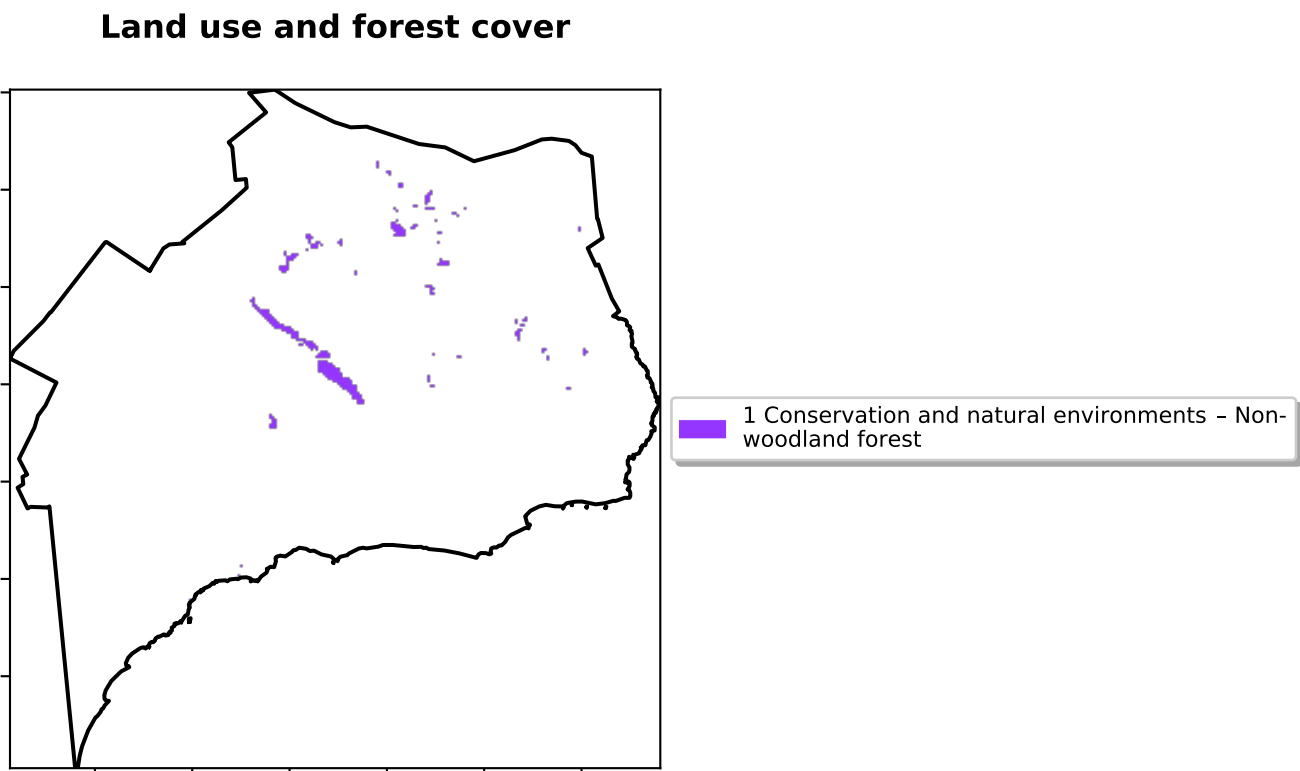 Land use and forest cover
1 Conservation and natural environments – Non-
woodland forest